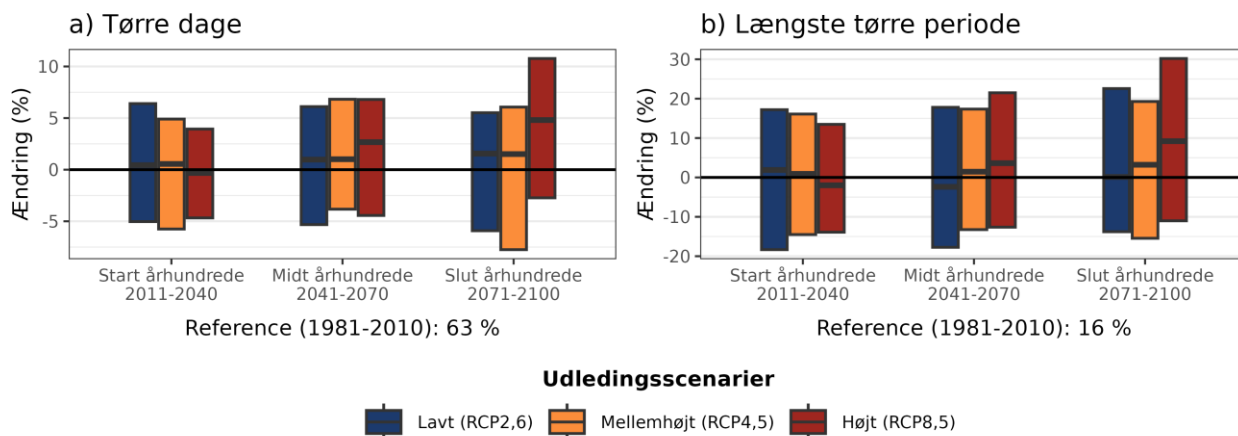 a) Tørre dage
b) Længste tørre periode
Ændring (%)
10
5
0
-5
Ændring (%)
30
20
10
0
-10
-20
Start århundrede
2011-2040
Midt århundrede
2041-2070
Slut århundrede
2071-2100
Start århundrede
2011-2040
Midt århundrede
2041-2070
Slut århundrede
2071-2100
Reference (1981-2010): 63 %
Reference (1981-2010): 16 %
Udledingsscenarier
Lavt (RCP2,6)
Mellemhøjt (RCP4,5)
Højt (RCP8,5)